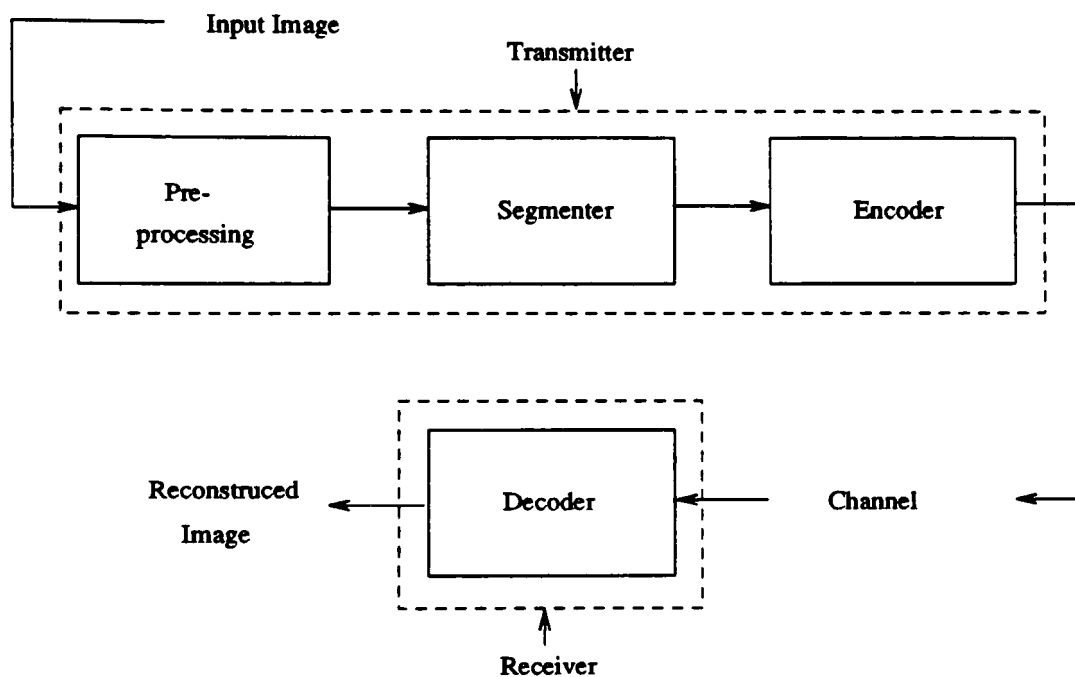 Input Image
Transmitter
Pre-
processing
Segmenter
Encoder
Reconstruced
Image
Decoder
Channel
Receiver